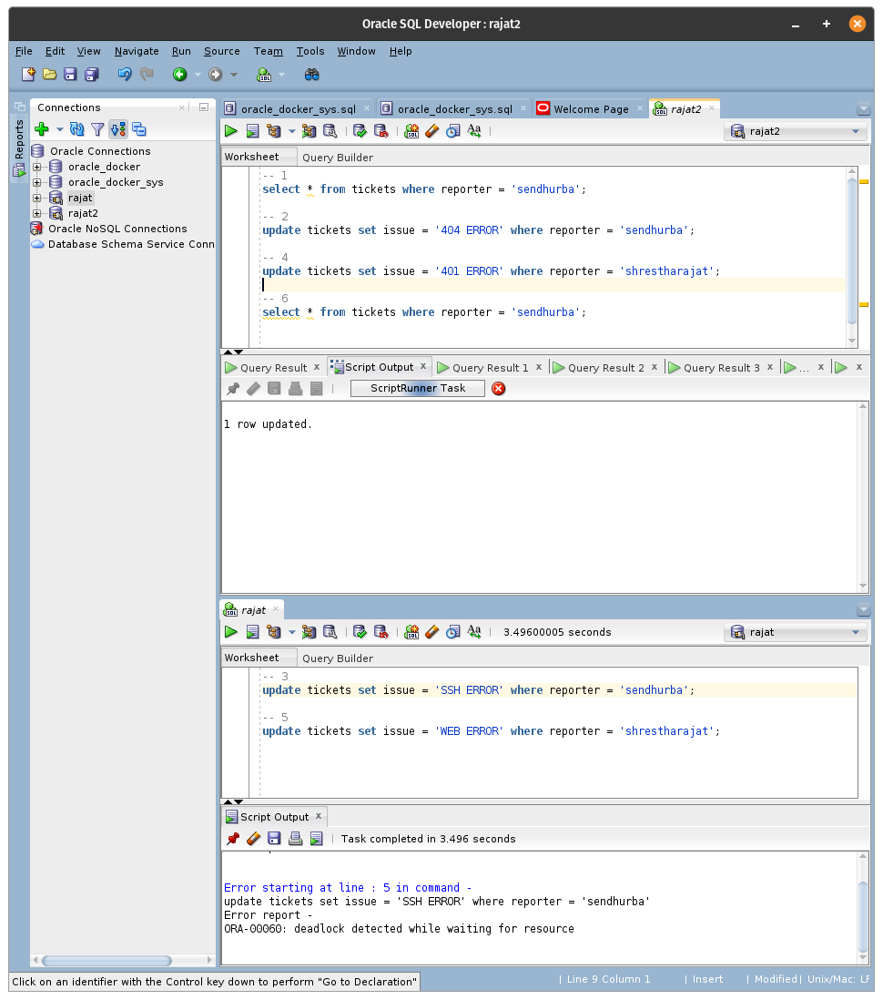 Oracle SQL Developer : rajat2
File Edit View Navigate Run Source Team Tools Window Help
Reports
Connections
Oracle Connections
oracle_docker
oracle_docker_sys
rajat
rajat2
Oracle NoSQL Connections
Database Schema Service Conn
oracle_docker_sys.sql oracle_docker_sys.sql Welcome Page rajat2
rajat2
Worksheet Query Builder
-- 1
select * from tickets where reporter = 'sendhurba';
-- 2
update tickets set issue = '404 ERROR' where reporter = 'sendhurba';
-- 4
update tickets set issue = '401 ERROR' where reporter = 'shrestharajat';
-- 6
select * from tickets where reporter = 'sendhurba';
Query Result x Script Output x Query Result 1 x Query Result 2 x Query Result 3 x ... x x
ScriptRunner Task
1 row updated.
rajat
3.49600005 seconds rajat
Worksheet Query Builder
-- 3
update tickets set issue = 'SSH ERROR' where reporter = 'sendhurba';
-- 5
update tickets set issue = 'WEB ERROR' where reporter = 'shrestharajat';
Script Output x
Task completed in 3.496 seconds
Error starting at line : 5 in command -
update tickets set issue = 'SSH ERROR' where reporter = 'sendhurba'
Error report -
ORA-00060: deadlock detected while waiting for resource
Click on an identifier with the Control key down to perform "Go to Declaration"
| Line 9 Column 1 | Insert | Modified | Unix/Mac: LF